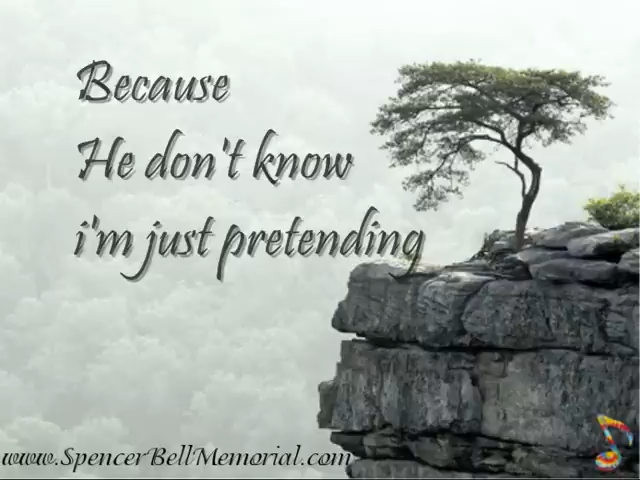 Because
He don't know
i'm just pretending
www.SpencerBellMemorial.com